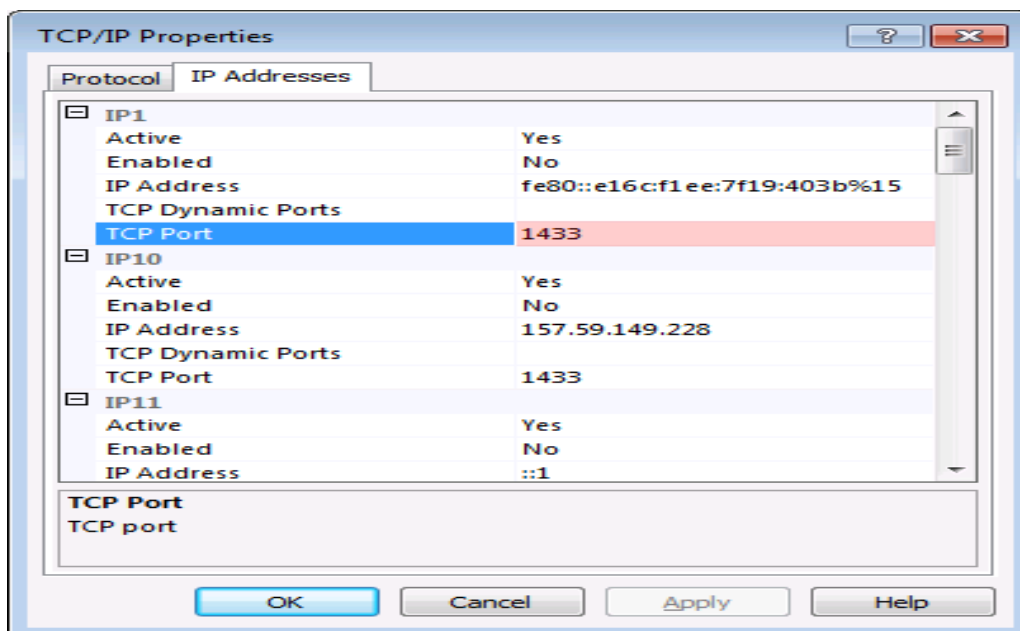 TCP/IP Properties
Protocol IP Addresses
IP1
Active Yes
Enabled No
IP Address fe80::e16c:f1ee:7f19:403b%15
TCP Dynamic Ports
TCP Port 1433
IP10
Active Yes
Enabled No
IP Address 157.59.149.228
TCP Dynamic Ports
TCP Port 1433
IP11
Active Yes
Enabled No
IP Address ::1
TCP Port
TCP port
OK Cancel Apply Help